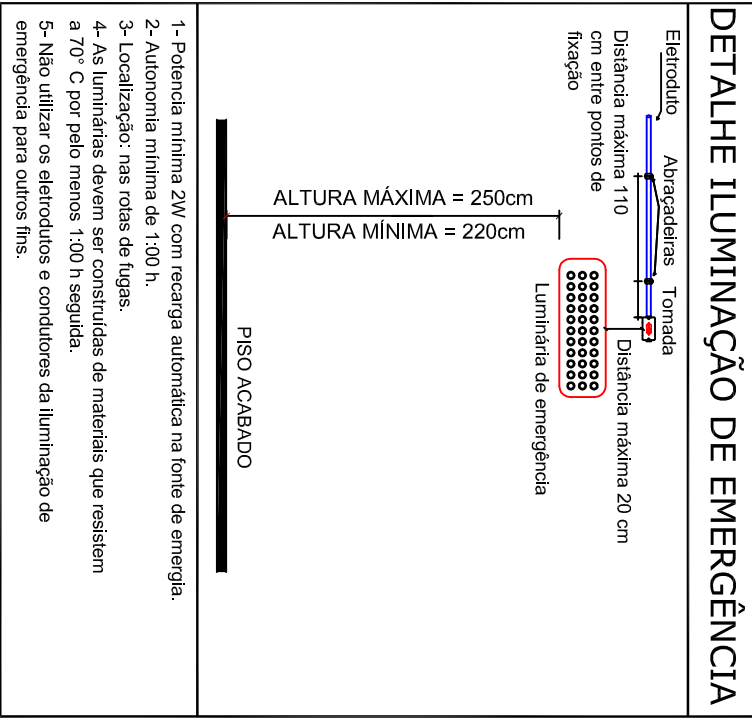 DETALHE ILUMINAÇÃO DE EMERGÊNCIA
Eletroduto
Abraçadeiras
Tomada
Distância máxima 110
cm entre pontos de
fixação
Distância máxima 20 cm
Luminária de emergência
ALTURA MÁXIMA = 250cm
ALTURA MÍNIMA = 220cm
PISO ACABADO
1- Potencia mínima 2W com recarga automática na fonte de emergia.
2- Autonomia mínima de 1:00 h.
3- Localização: nas rotas de fugas.
4- As luminárias devem ser construídas de materiais que resistem
a 70° C por pelo menos 1:00 h seguida.
5- Não utilizar os eletrodutos e condutores da iluminação de
emergência para outros fins.